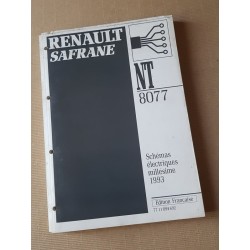 RENAULT
SAFRANE
NT
8077
Schémas
électriques
millésime
1993
Édition Française